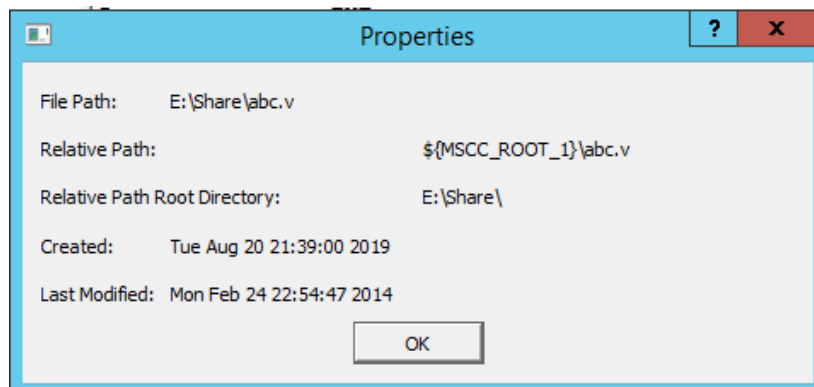 Properties
?
x
File Path: E:\Share\abc.v
Relative Path: ${MSCC_ROOT_1}\abc.v
Relative Path Root Directory: E:\Share\
Created: Tue Aug 20 21:39:00 2019
Last Modified: Mon Feb 24 22:54:47 2014
OK